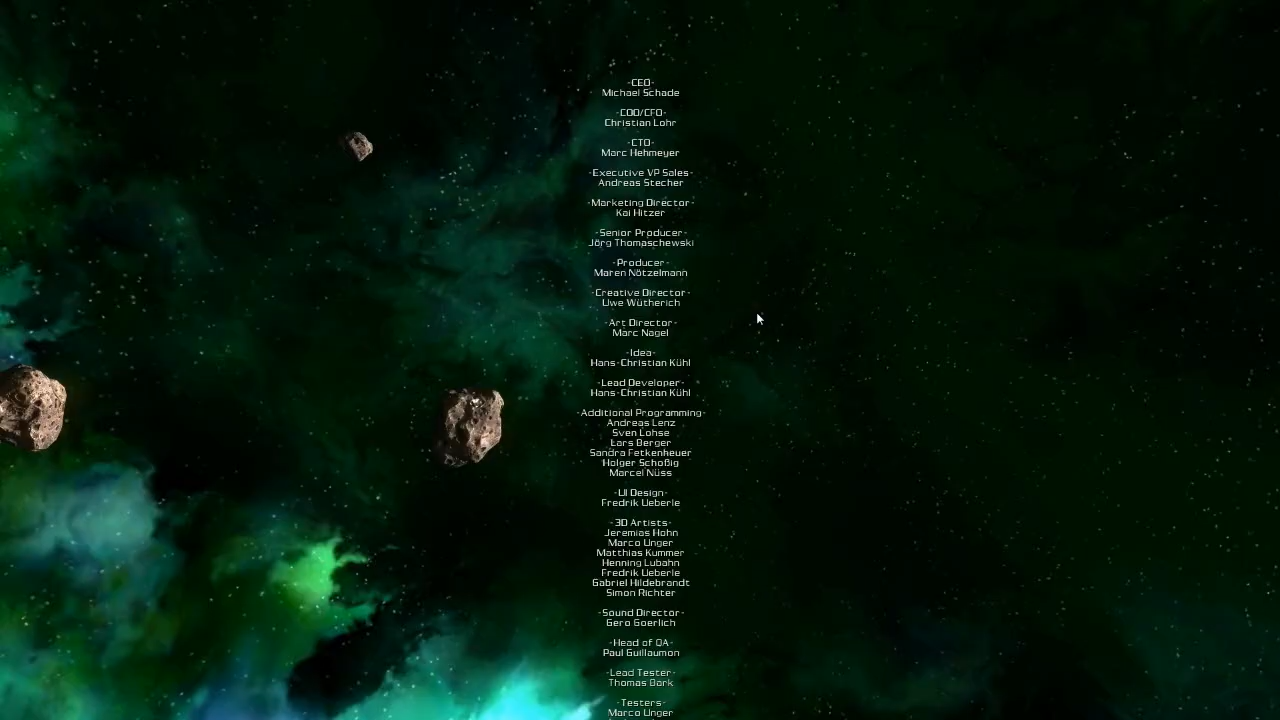 -CEO-
Michael Schade
-COO/CFO-
Christian Lohr
-CTO-
Marc Hehmeyer
-Executive VP Sales-
Andreas Stecher
-Marketing Director-
Kai Hitzer
-Senior Producer-
Jörg Thomaschewski
-Producer-
Maren Nötzelmann
-Creative Director-
Uwe Wütherich
-Art Director-
Marc Nagel
-Idea-
Hans-Christian Kühl
-Lead Developer-
Hans-Christian Kühl
-Additional Programming-
Andreas Lenz
Sven Lohse
Lars Berger
Sandra Fetkenheuer
Holger Schoßig
Marcel Nüss
-UI Design-
Fredrik Ueberle
-3D Artists-
Jeremias Hohn
Marco Unger
Matthias Kummer
Henning Lubahn
Fredrik Ueberle
Gabriel Hildebrandt
Simon Richter
-Sound Director-
Gero Goerlich
-Head of QA-
Paul Guillaumon
-Lead Tester-
Thomas Bark
-Testers-
Marco Unger